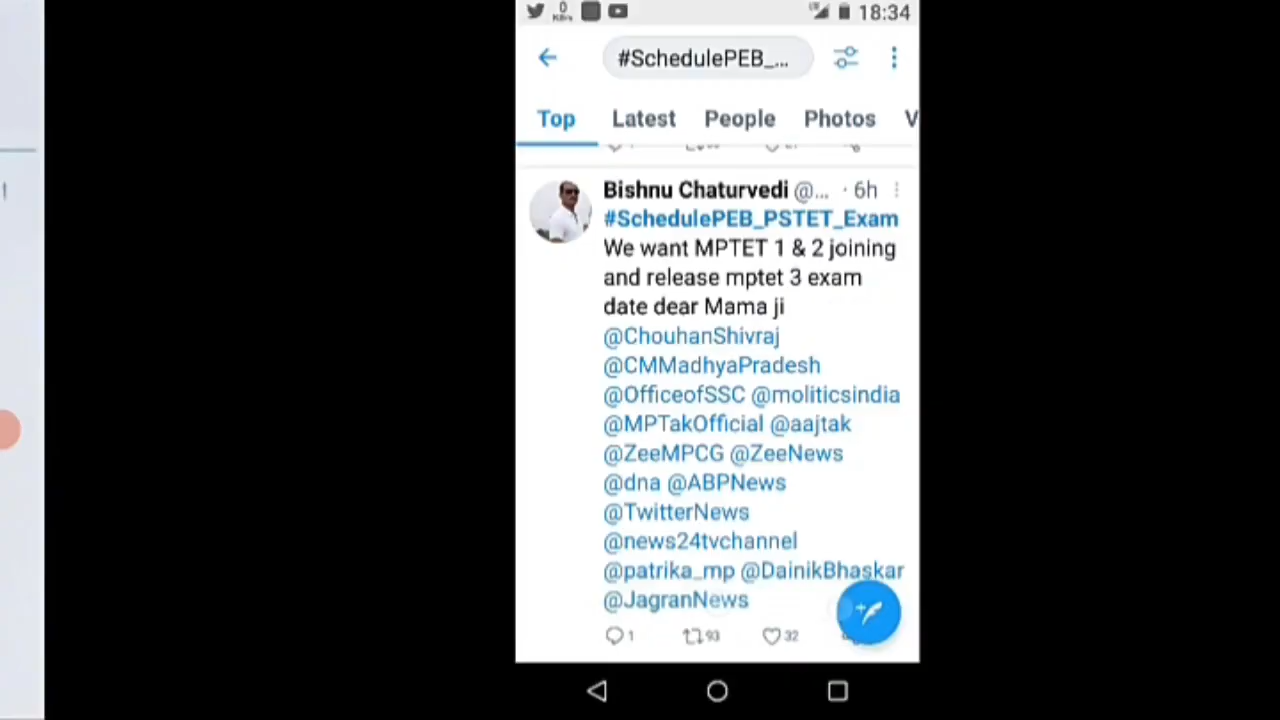 0
KB/s
18:34
#SchedulePEB_...
Top Latest People Photos V
Bishnu Chaturvedi @... · 6h
#SchedulePEB_PSTET_Exam
We want MPTET 1 & 2 joining
and release mptet 3 exam
date dear Mama ji
@ChouhanShivraj
@CMMadhyaPradesh
@OfficeofSSC @moliticsindia
@MPTakOfficial @aajtak
@ZeeMPCG @ZeeNews
@dna @ABPNews
@TwitterNews
@news24tvchannel
@patrika_mp @DainikBhaskar
@JagranNews
1 93 32